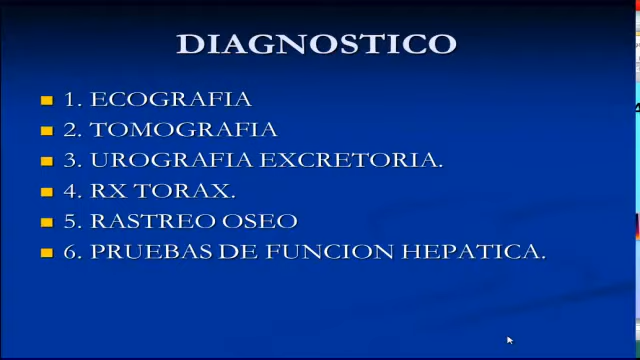 DIAGNOSTICO
1. ECOGRAFIA
2. TOMOGRAFIA
3. UROGRAFIA EXCRETORIA.
4. RX TORAX.
5. RASTREO OSEO
6. PRUEBAS DE FUNCION HEPATICA.